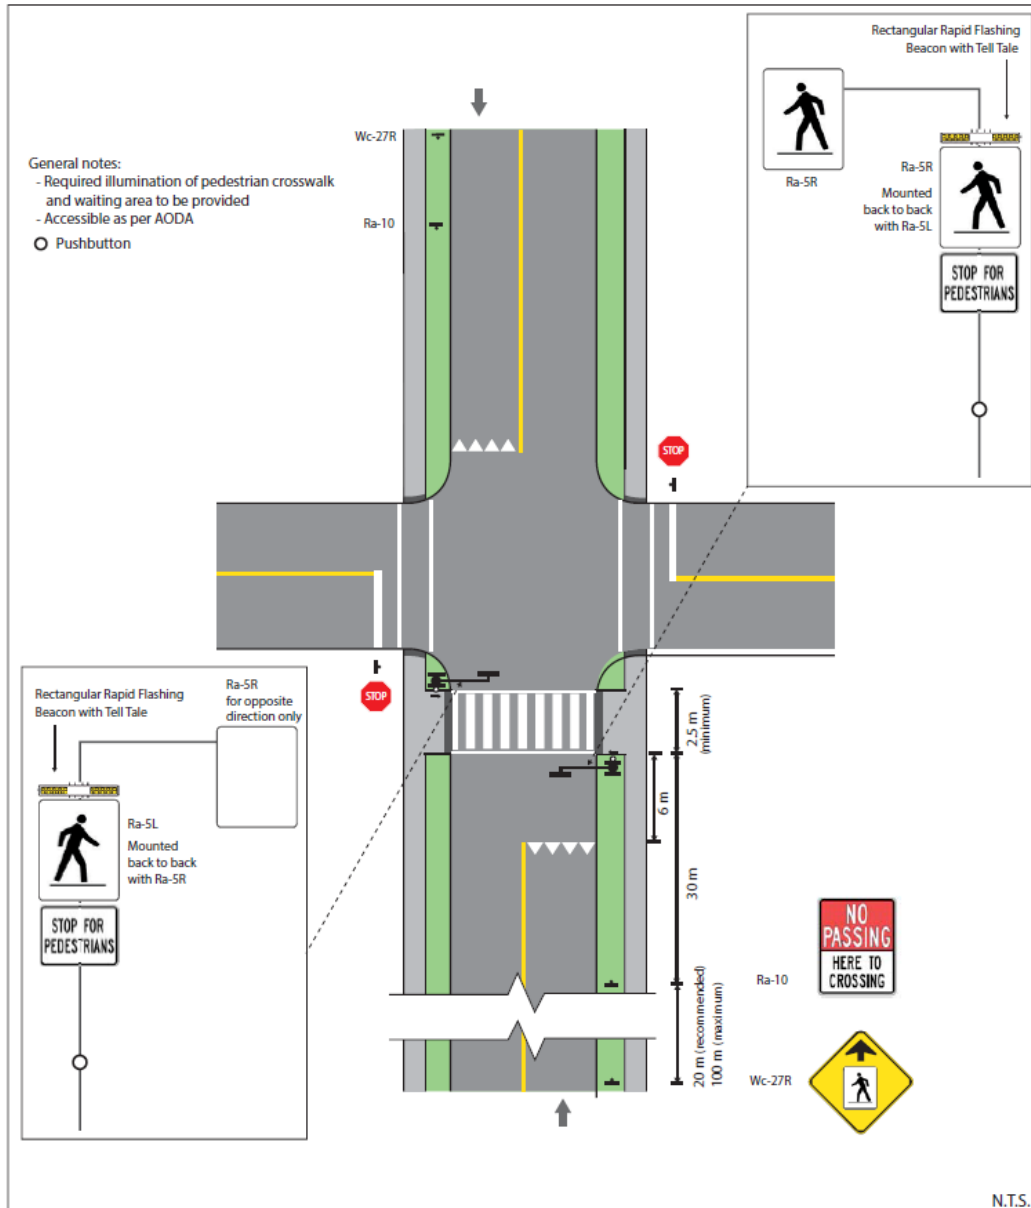 Rectangular Rapid Flashing
Beacon with Tell Tale
Ra-5R
Ra-5R
Mounted
back to back
with Ra-5L
STOP FOR
PEDESTRIANS
Wc-27R
General notes:
- Required illumination of pedestrian crosswalk
and waiting area to be provided
- Accessible as per AODA
Pushbutton
Ra-10
STOP
STOP
Rectangular Rapid Flashing
Beacon with Tell Tale
Ra-5R
for opposite
direction only
Ra-5L
Mounted
back to back
with Ra-5R
STOP FOR
PEDESTRIANS
2.5 m
(minimum)
6 m
30 m
20 m (recommended)
100 m (maximum)
Ra-10
NO
PASSING
HERE TO
CROSSING
Wc-27R
N.T.S.